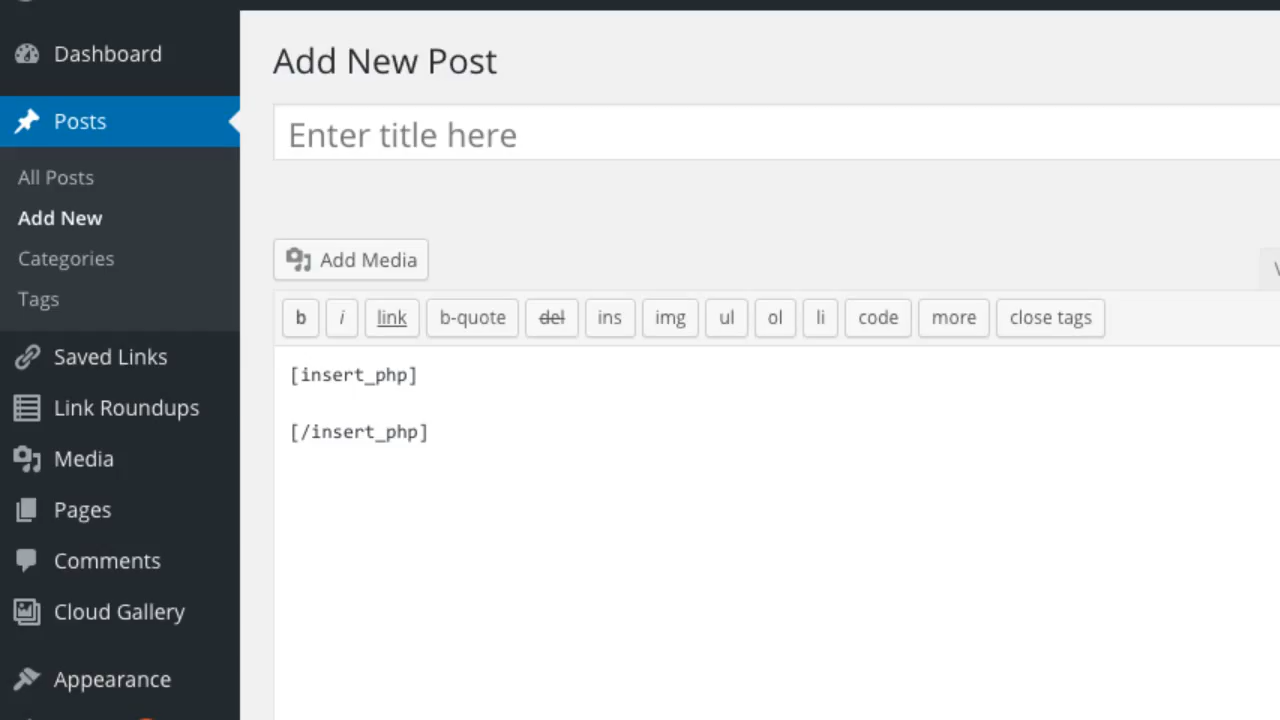 Dashboard
Posts
All Posts
Add New
Categories
Tags
Saved Links
Link Roundups
Media
Pages
Comments
Cloud Gallery
Appearance
Add New Post
Enter title here
Add Media
b i link b-quote del ins img ul ol li code more close tags
[insert_php]
[/insert_php]